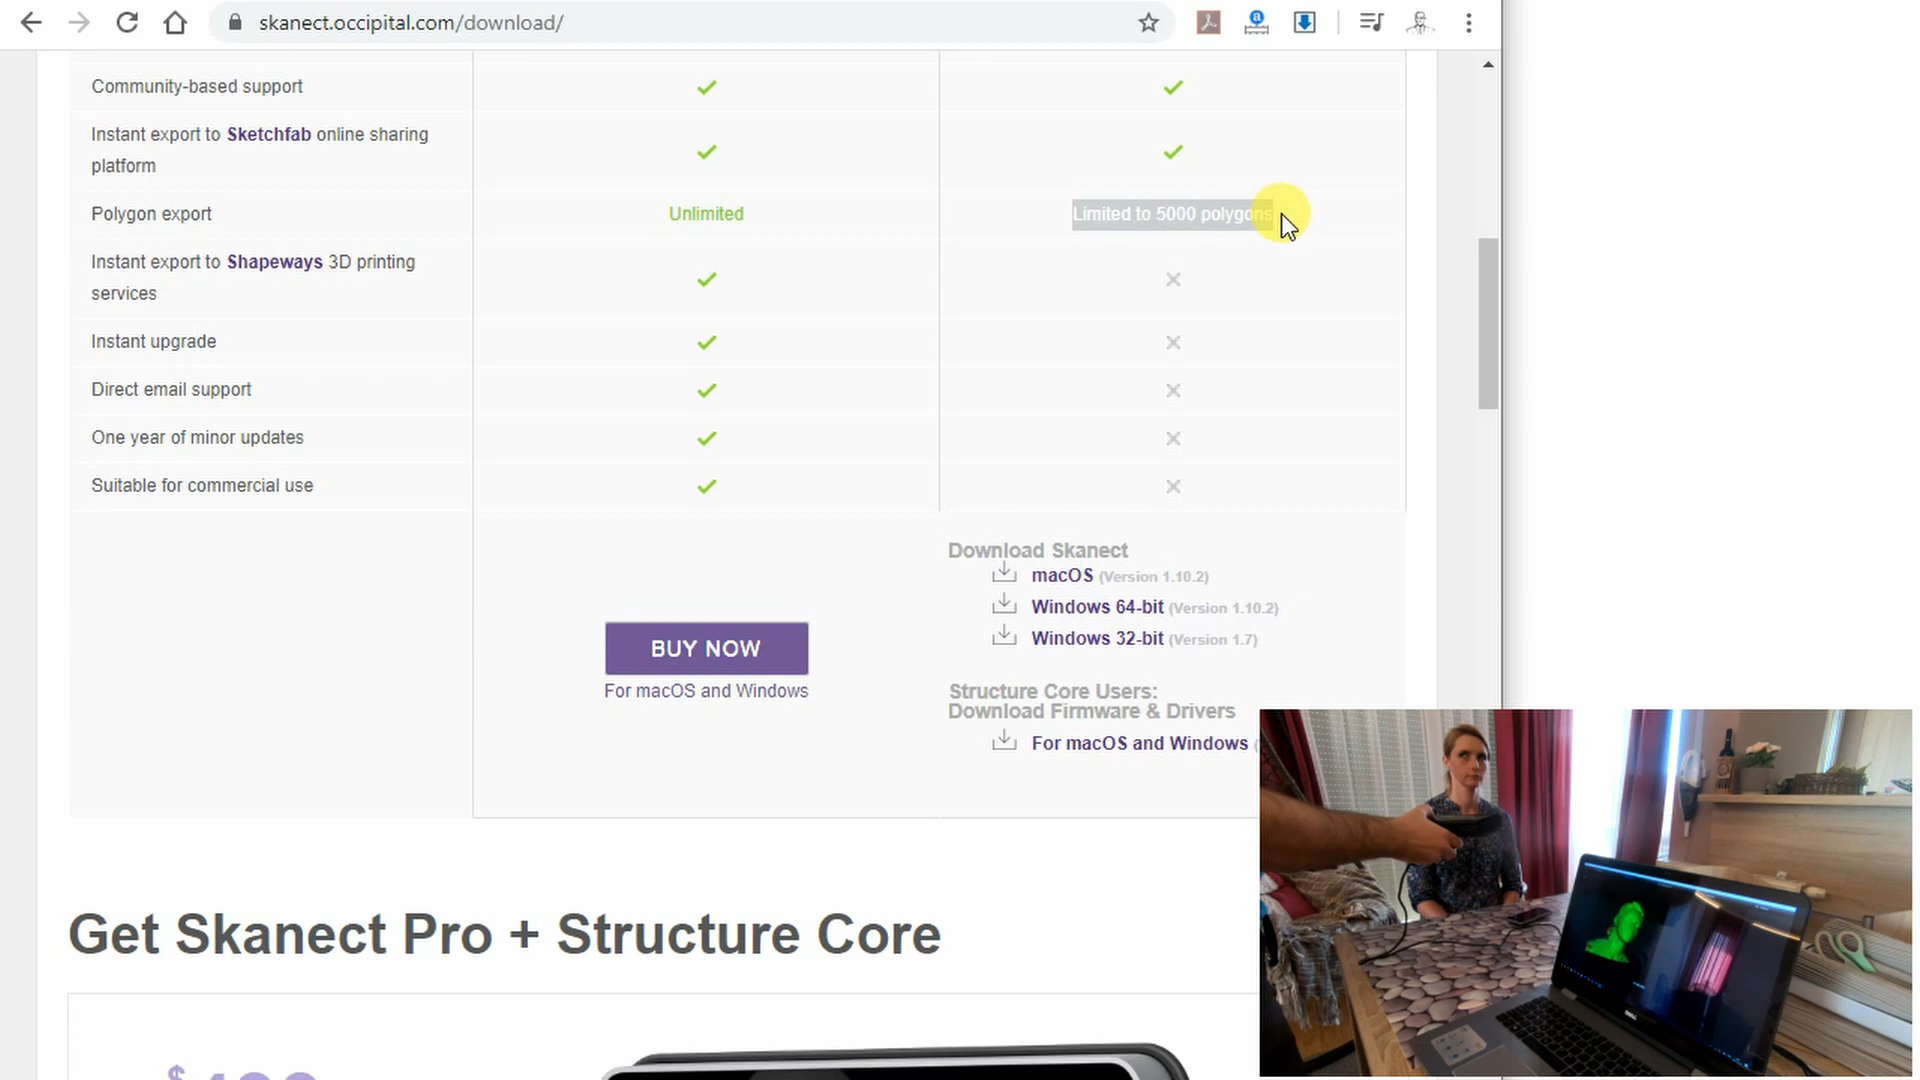 skanect.occipital.com/download/
Community-based support
Instant export to Sketchfab online sharing
platform
Polygon export
Unlimited
Limited to 5000 polygons
Instant export to Shapeways 3D printing
services
Instant upgrade
Direct email support
One year of minor updates
Suitable for commercial use
Download Skanect
macOS (Version 1.10.2)
Windows 64-bit (Version 1.10.2)
Windows 32-bit (Version 1.7)
BUY NOW
For macOS and Windows
Structure Core Users:
Download Firmware & Drivers
For macOS and Windows
Get Skanect Pro + Structure Core
DELL